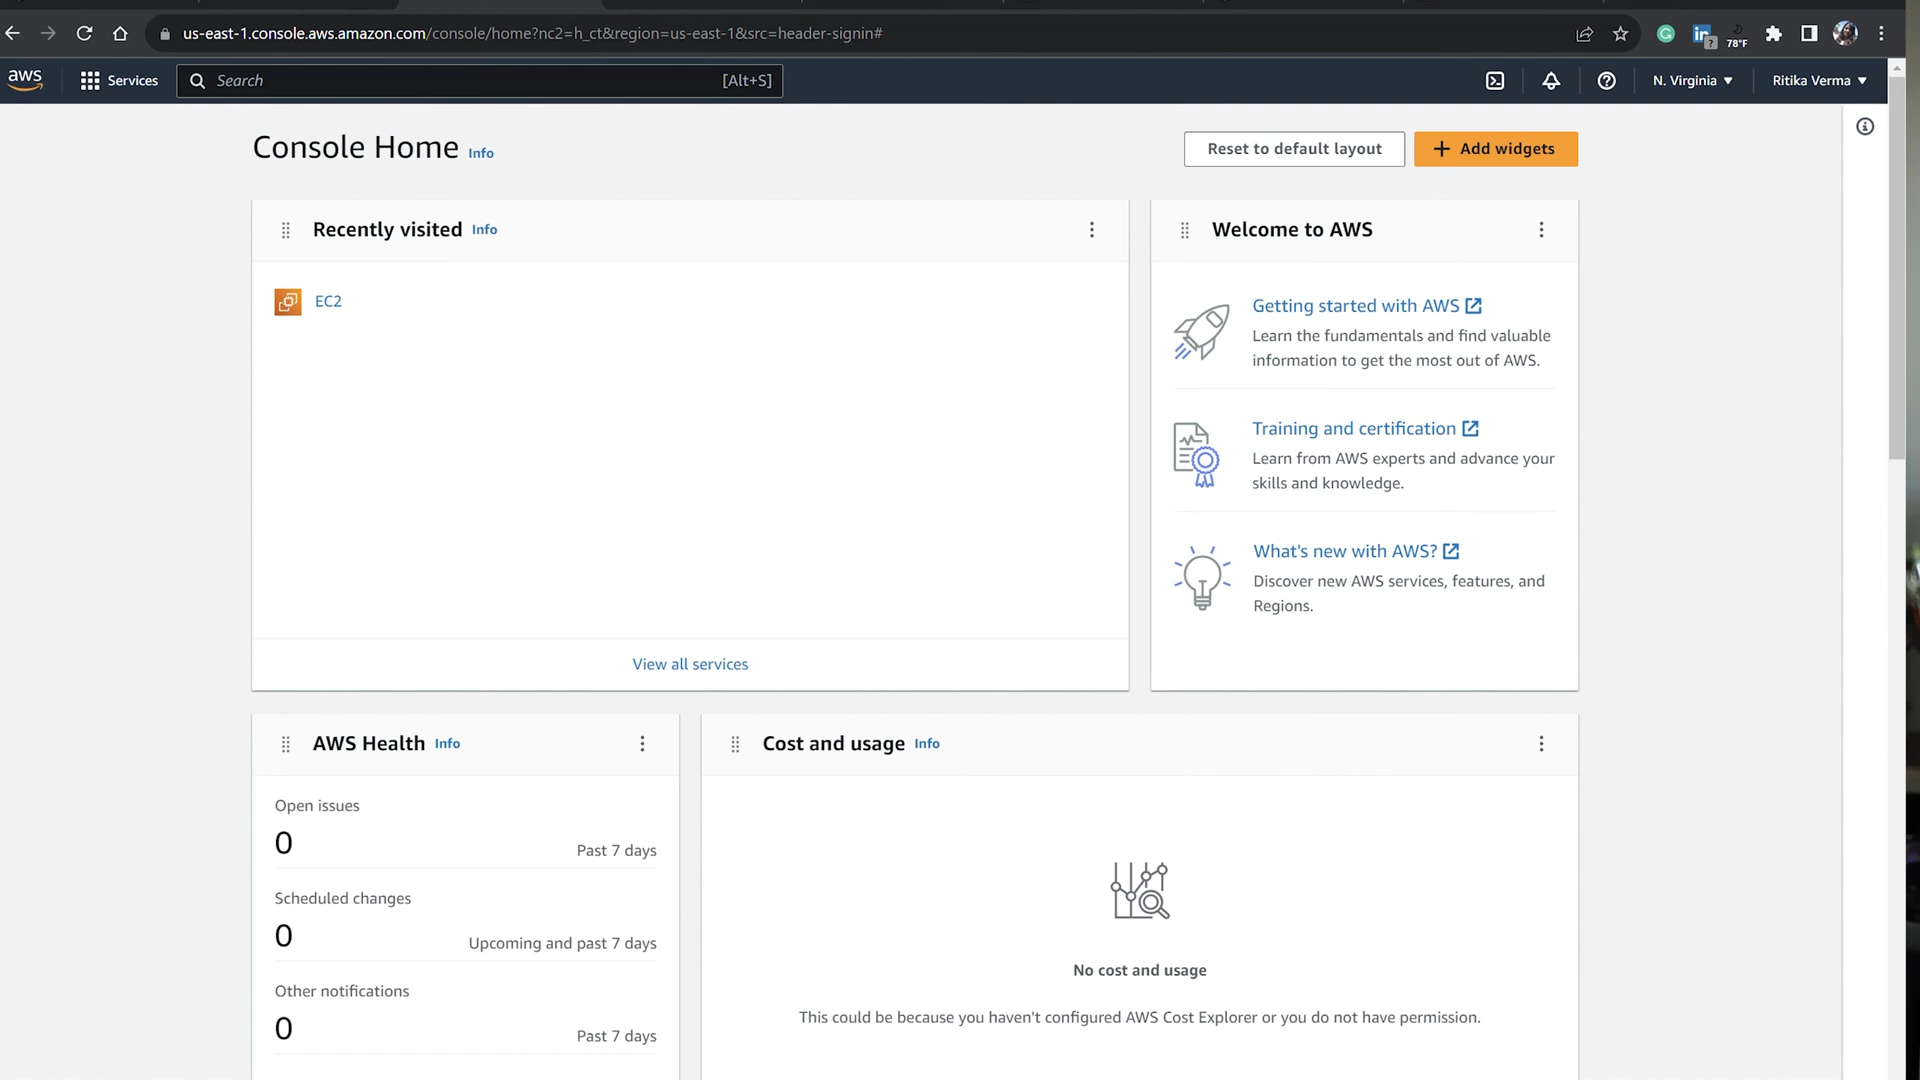 us-east-1.console.aws.amazon.com/console/home?nc2=h_ct&region=us-east-1&src=header-signin#
78°F
aws
Services
Search
[Alt+S]
N. Virginia
Ritika Verma
Console Home Info
Reset to default layout
Add widgets
Recently visited Info
EC2
View all services
Welcome to AWS
Getting started with AWS
Learn the fundamentals and find valuable
information to get the most out of AWS.
Training and certification
Learn from AWS experts and advance your
skills and knowledge.
What's new with AWS?
Discover new AWS services, features, and
Regions.
AWS Health Info
Open issues
0
Past 7 days
Scheduled changes
0
Upcoming and past 7 days
Other notifications
0
Past 7 days
Cost and usage Info
No cost and usage
This could be because you haven't configured AWS Cost Explorer or you do not have permission.